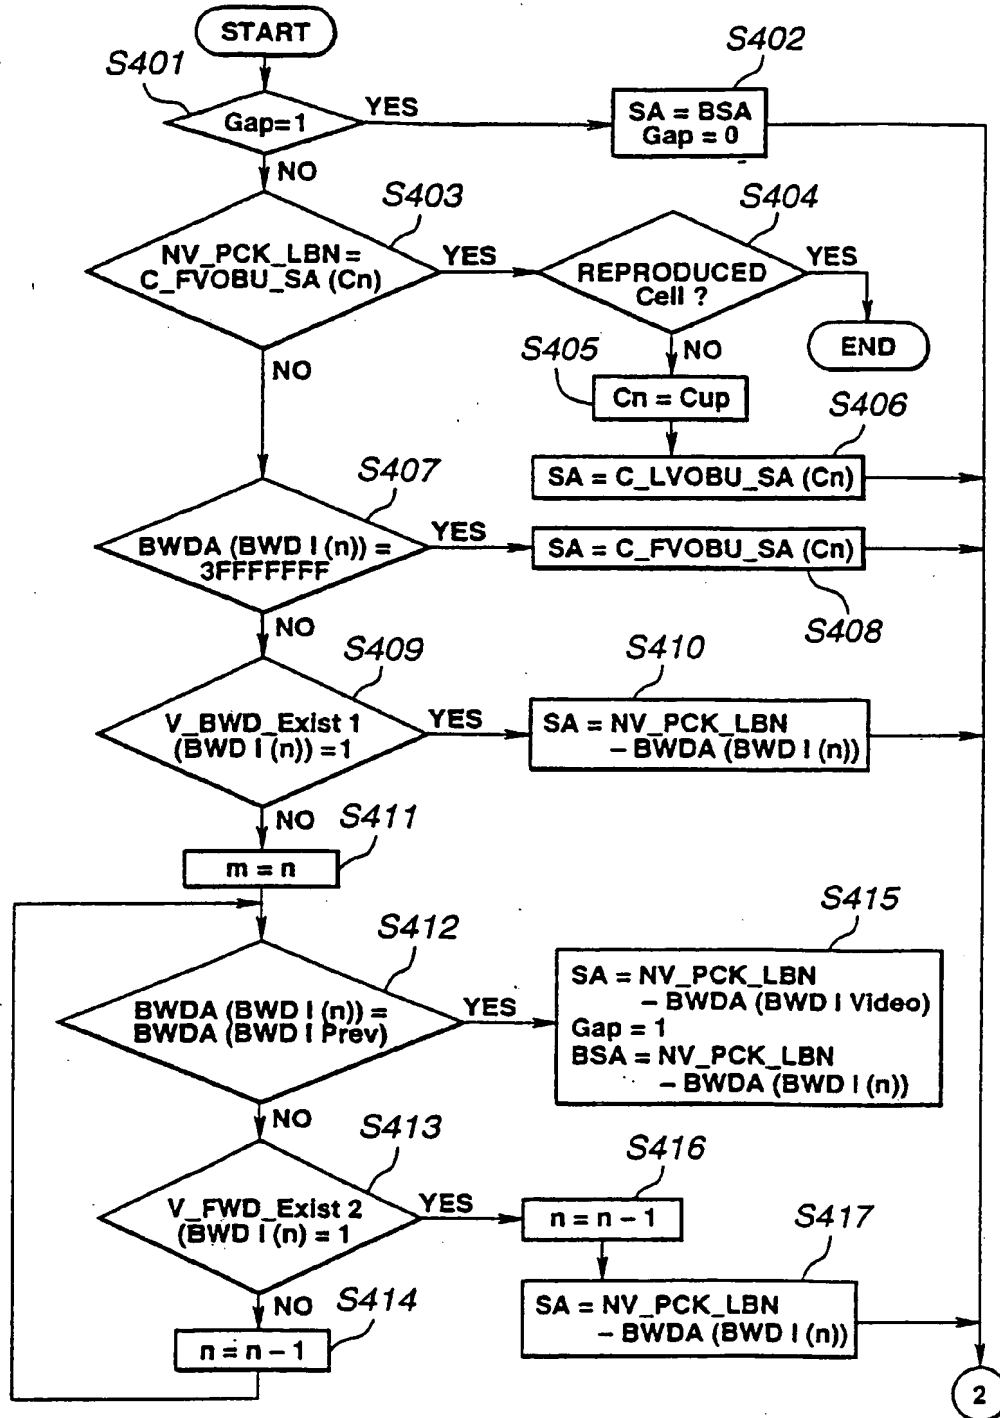 START
S401
Gap=1
YES
S402
SA = BSA
Gap = 0
NO
S403
NV_PCK_LBN =
C_FVOBU_SA (Cn)
YES
S404
REPRODUCED
Cell ?
YES
END
NO
S405
Cn = Cup
S406
SA = C_LVOBU_SA (Cn)
NO
S407
BWDA (BWD I (n)) =
3FFFFFFF
YES
SA = C_FVOBU_SA (Cn)
S408
NO
S409
V_BWD_Exist 1
(BWD I (n)) = 1
YES
S410
SA = NV_PCK_LBN
– BWDA (BWD I (n))
NO
S411
m = n
S412
BWDA (BWD I (n)) =
BWDA (BWD I Prev)
YES
S415
SA = NV_PCK_LBN
– BWDA (BWD I Video)
Gap = 1
BSA = NV_PCK_LBN
– BWDA (BWD I (n))
NO
S413
V_FWD_Exist 2
(BWD I (n) = 1
YES
S416
n = n – 1
S417
SA = NV_PCK_LBN
– BWDA (BWD I (n))
NO
S414
n = n – 1
2